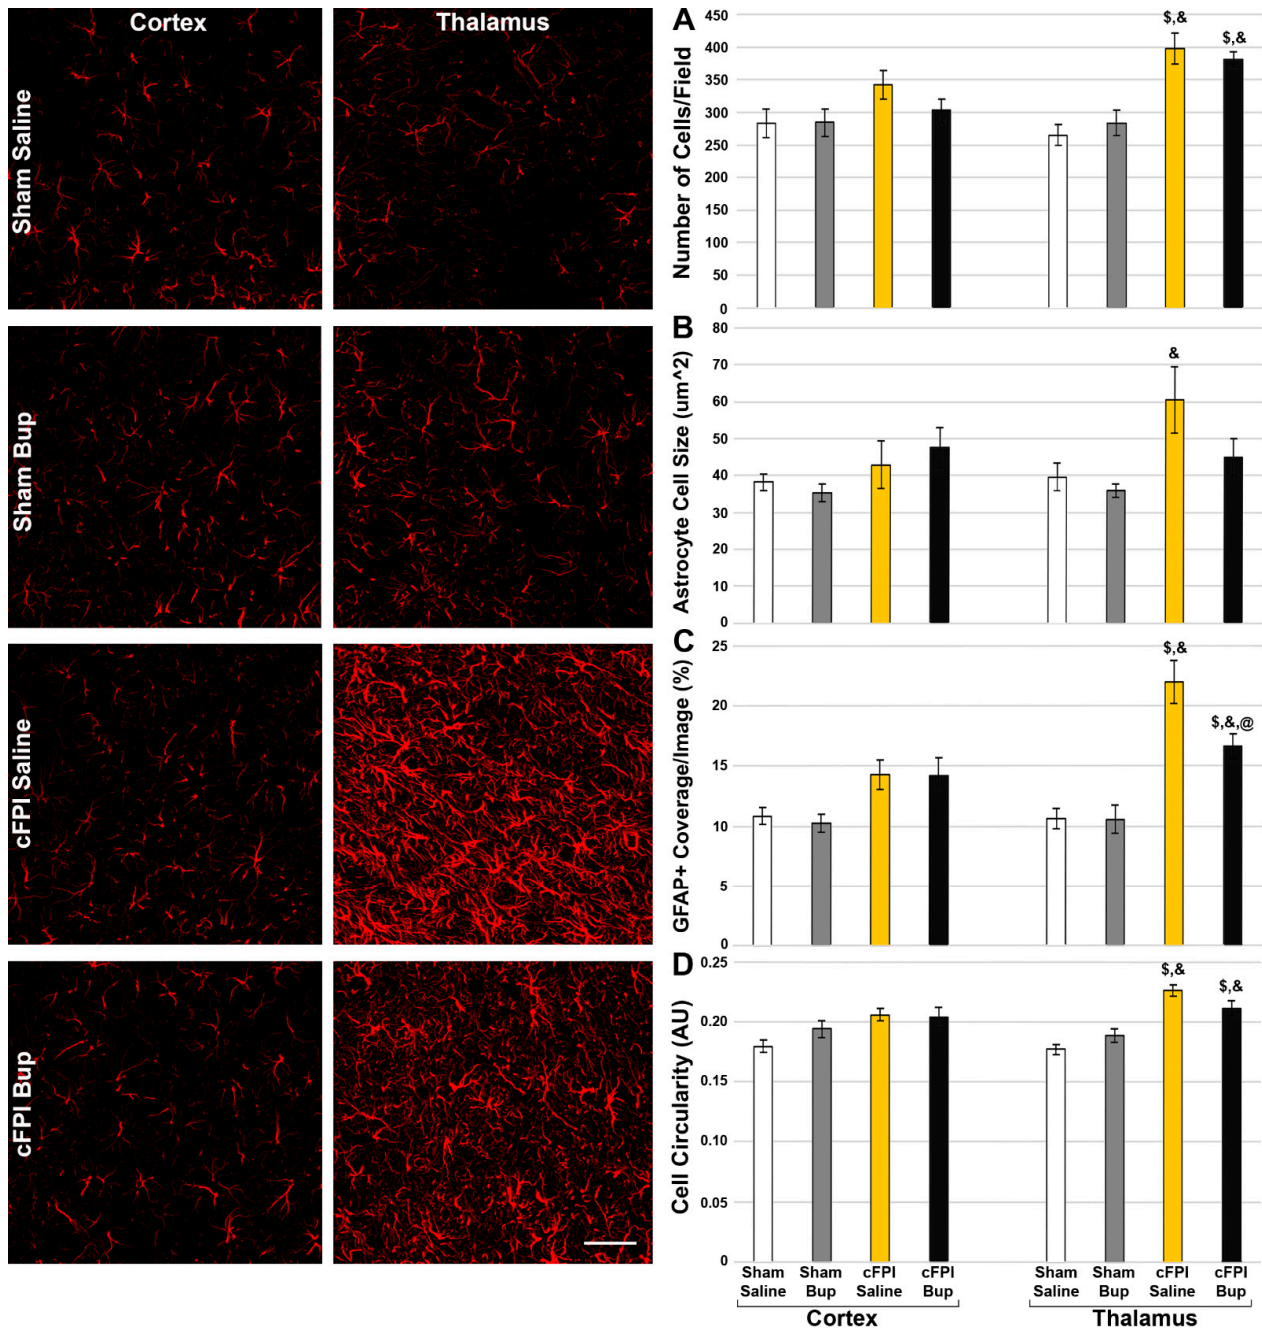 Cortex
Thalamus
Sham Saline
Sham Bup
cFPI Saline
cFPI Bup
A
Number of Cells/Field
450
400
350
300
250
200
150
100
50
0
$,&
$,&
B
Astrocyte Cell Size (um^2)
80
70
60
50
40
30
20
10
0
&
C
GFAP+ Coverage/Image (%)
25
20
15
10
5
0
$,&
$,&,@
D
Cell Circularity (AU)
0.25
0.20
0.15
0.10
0.05
0
$,&
$,&
Sham Saline
Sham Bup
cFPI Saline
cFPI Bup
Sham Saline
Sham Bup
cFPI Saline
cFPI Bup
Cortex
Thalamus